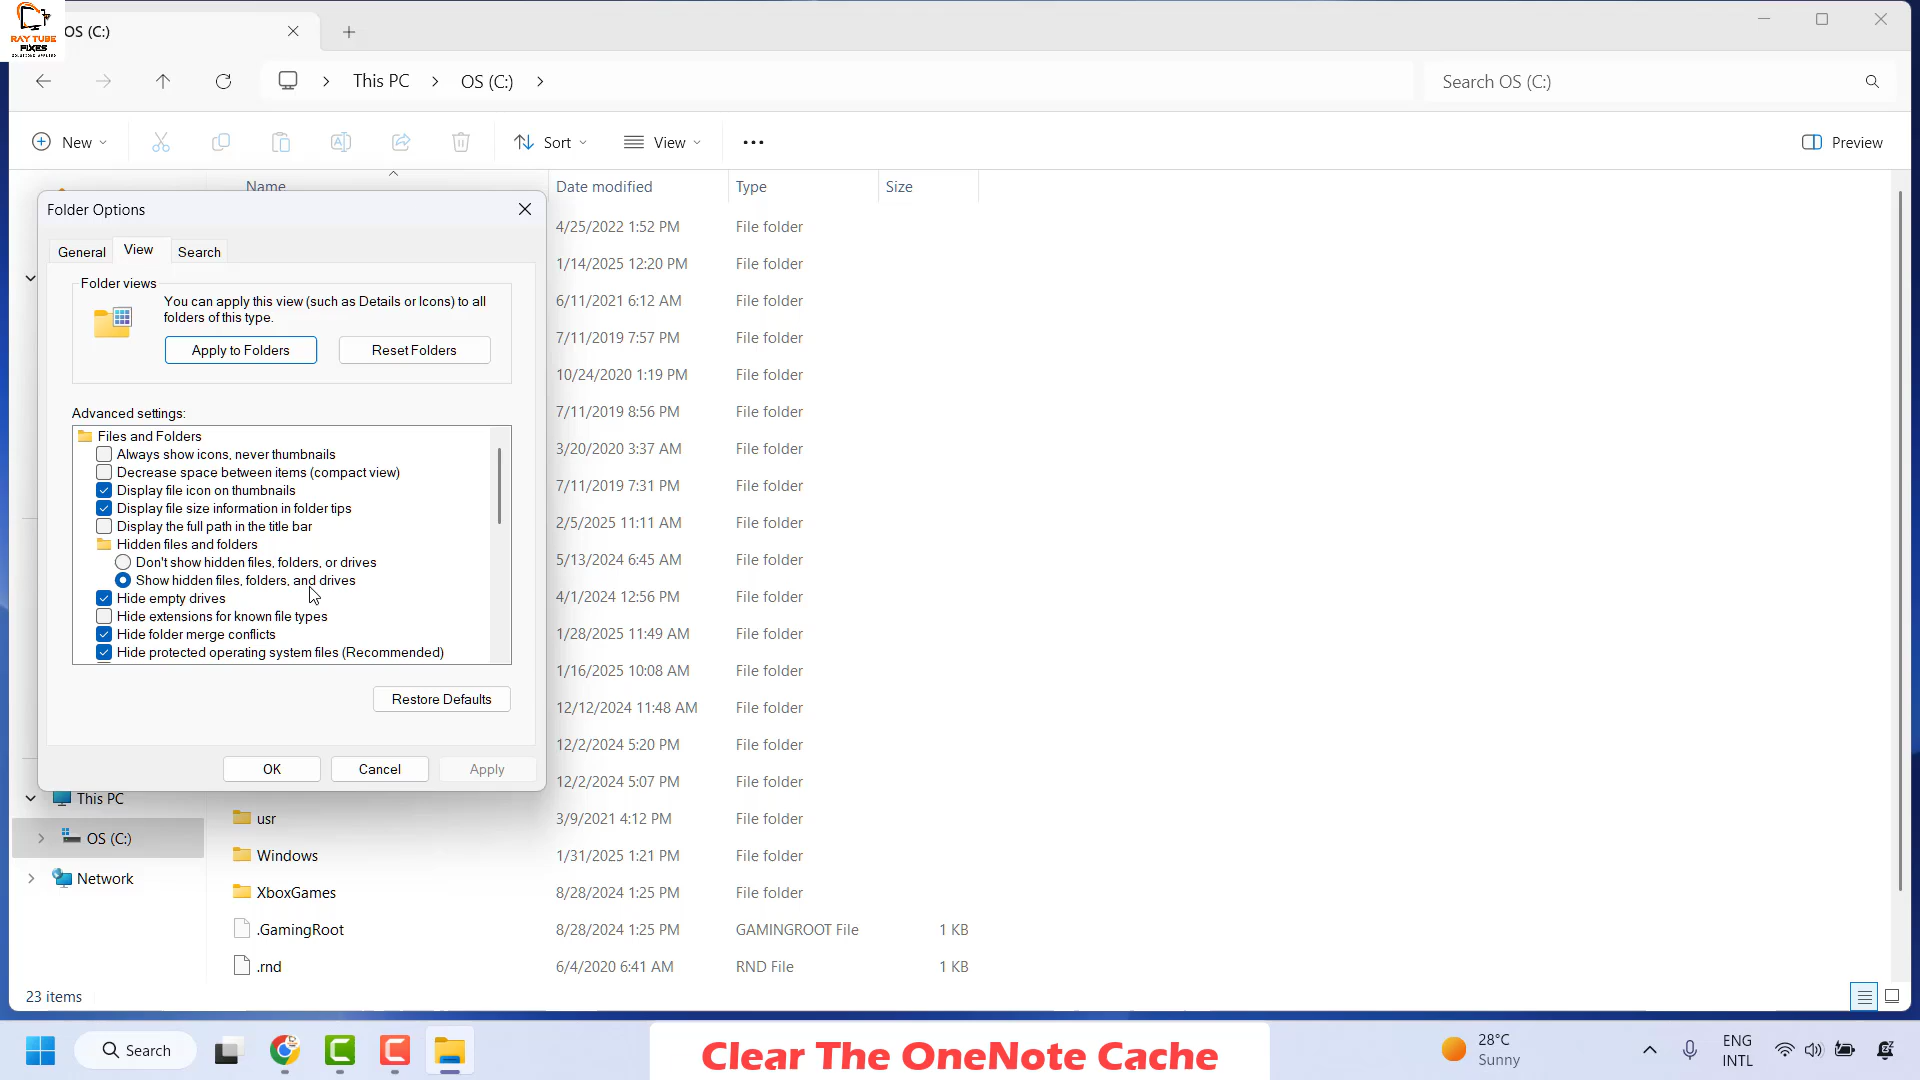 RAY TUBE
FIXES
OS (C:)
This PC
OS (C:)
Search OS (C:)
New
Sort
View
Preview
Name
Date modified
Type
Size
Folder Options
General
View
Search
Folder views
You can apply this view (such as Details or Icons) to all
folders of this type.
Apply to Folders
Reset Folders
Advanced settings:
Files and Folders
Always show icons, never thumbnails
Decrease space between items (compact view)
Display file icon on thumbnails
Display file size information in folder tips
Display the full path in the title bar
Hidden files and folders
Don't show hidden files, folders, or drives
Show hidden files, folders, and drives
Hide empty drives
Hide extensions for known file types
Hide folder merge conflicts
Hide protected operating system files (Recommended)
Restore Defaults
OK
Cancel
Apply
4/25/2022 1:52 PM File folder
1/14/2025 12:20 PM File folder
6/11/2021 6:12 AM File folder
7/11/2019 7:57 PM File folder
10/24/2020 1:19 PM File folder
7/11/2019 8:56 PM File folder
3/20/2020 3:37 AM File folder
7/11/2019 7:31 PM File folder
2/5/2025 11:11 AM File folder
5/13/2024 6:45 AM File folder
4/1/2024 12:56 PM File folder
1/28/2025 11:49 AM File folder
1/16/2025 10:08 AM File folder
12/12/2024 11:48 AM File folder
12/2/2024 5:20 PM File folder
12/2/2024 5:07 PM File folder
usr 3/9/2021 4:12 PM File folder
Windows 1/31/2025 1:21 PM File folder
XboxGames 8/28/2024 1:25 PM File folder
.GamingRoot 8/28/2024 1:25 PM GAMINGROOT File 1 KB
.rnd 6/4/2020 6:41 AM RND File 1 KB
This PC
OS (C:)
Network
23 items
Search
Clear The OneNote Cache
28°C
Sunny
ENG
INTL